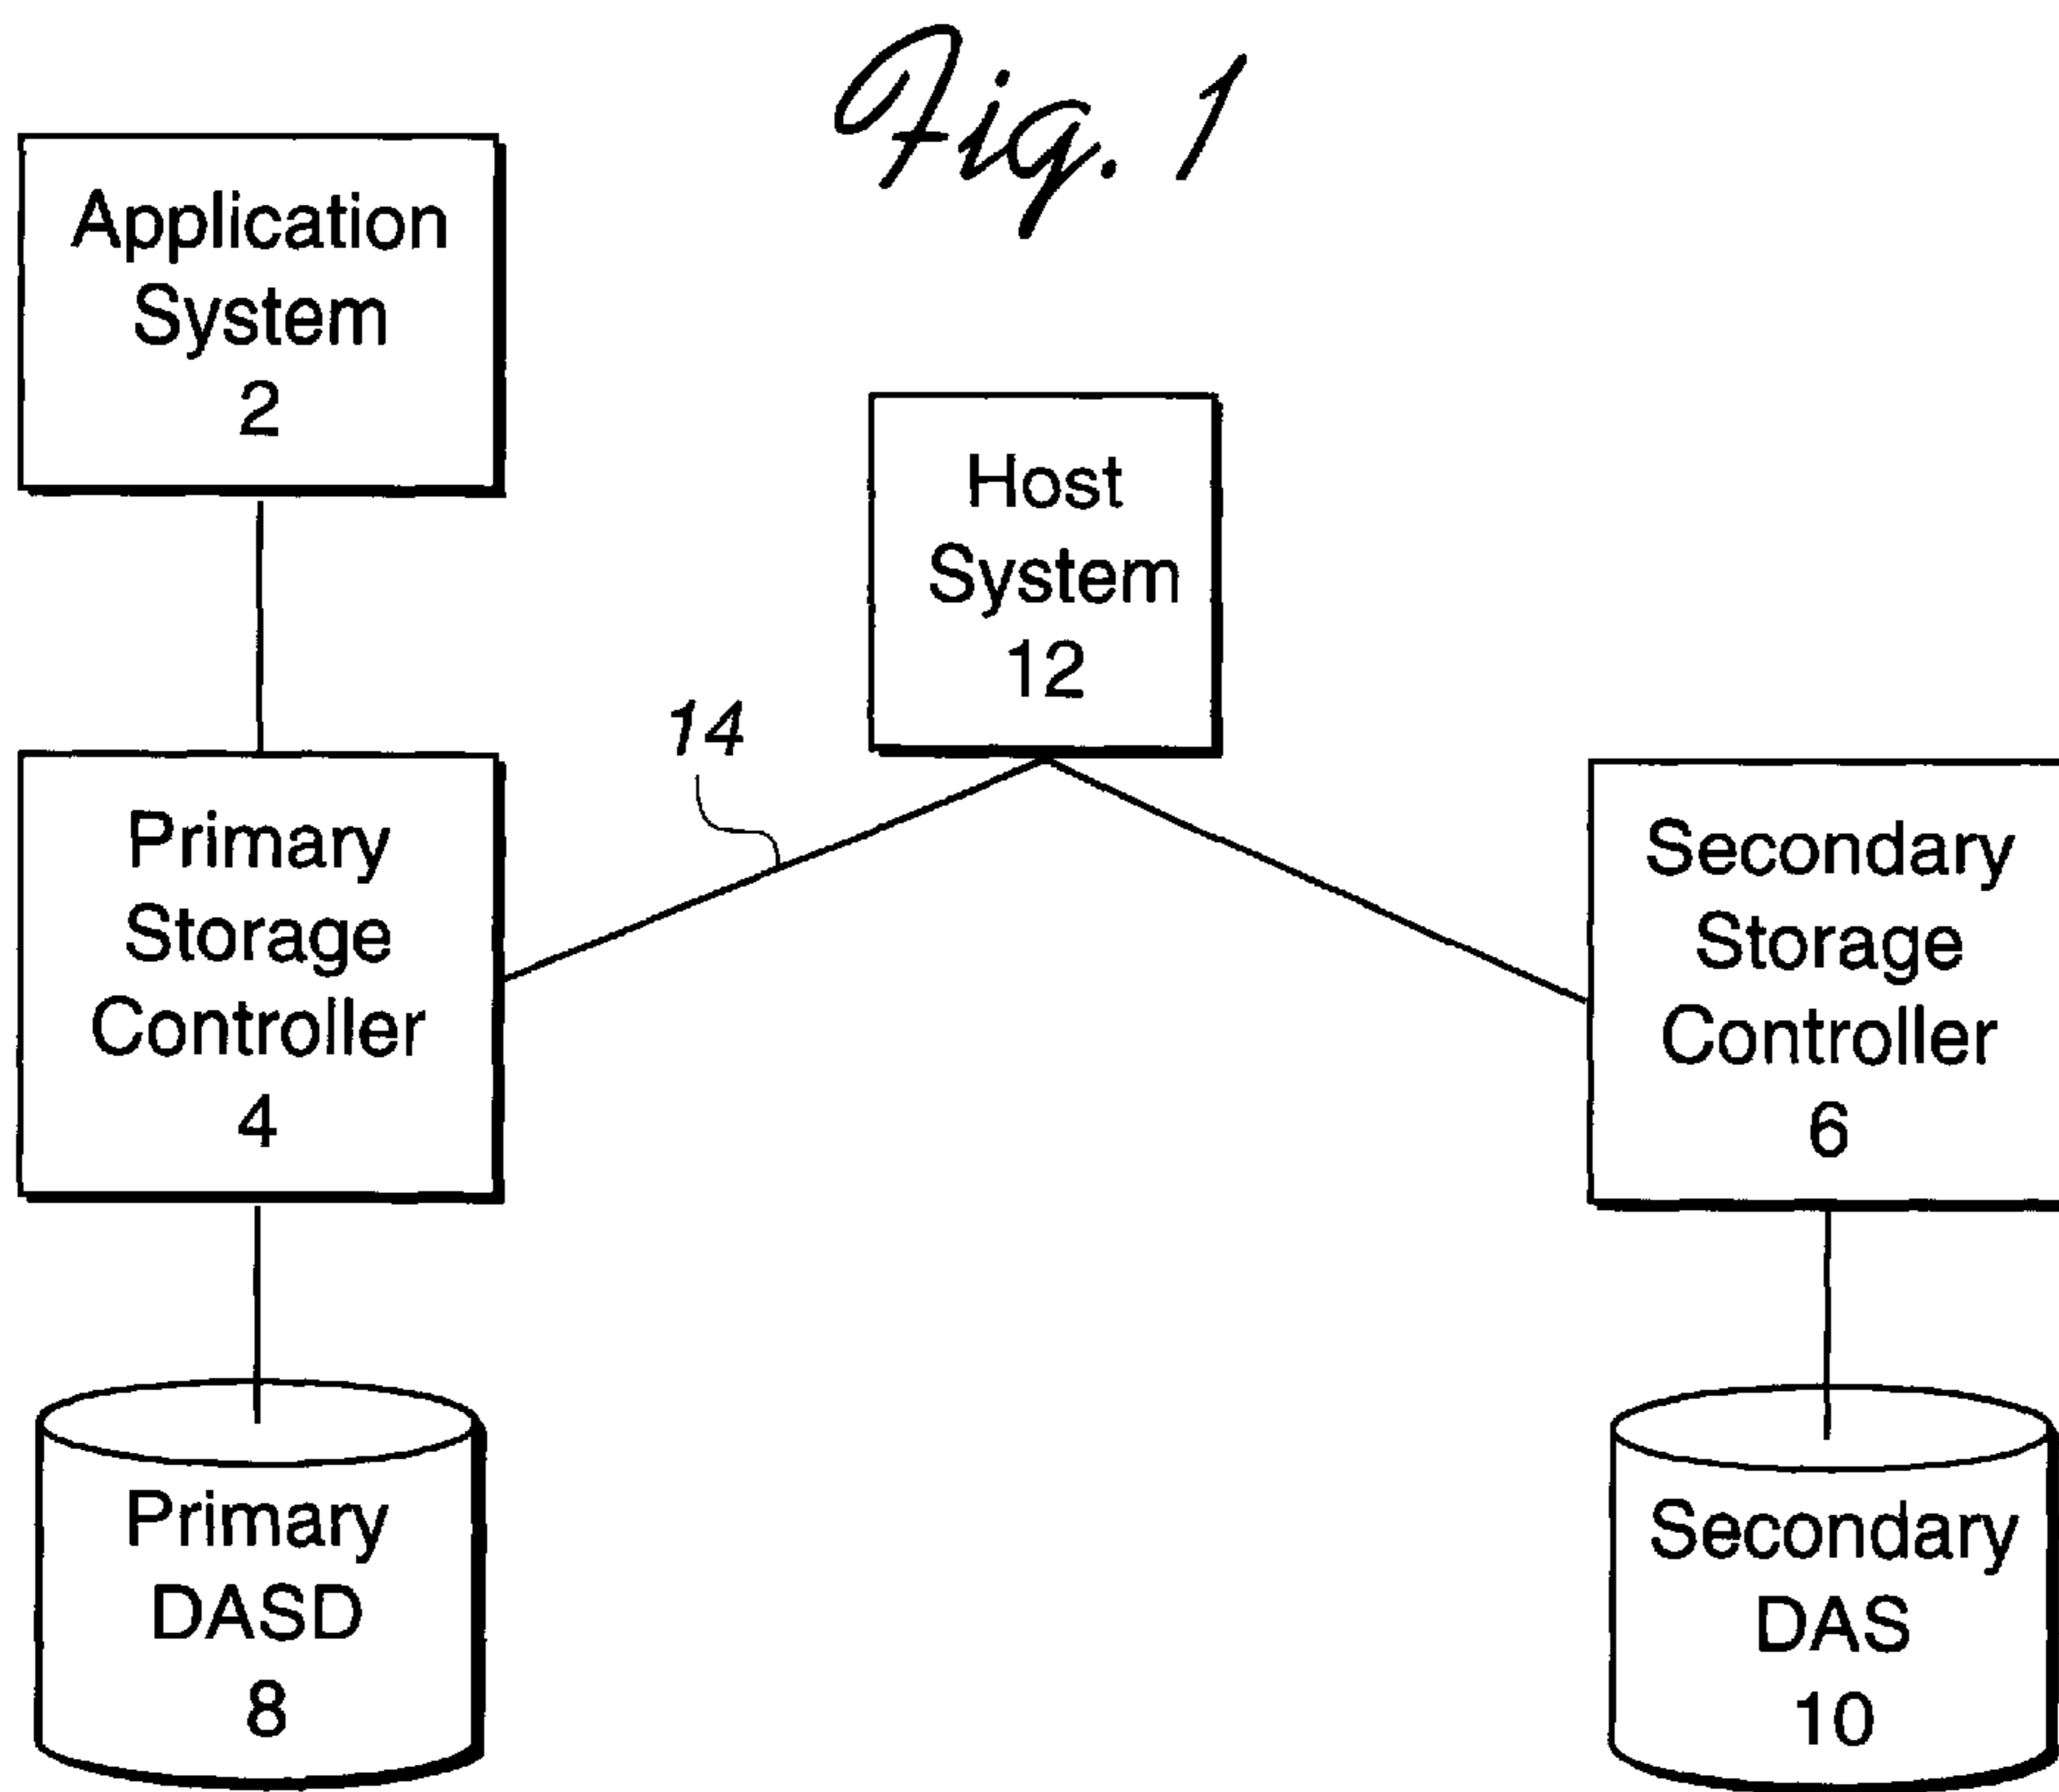 Fig. 1
Application
System
2
Host
System
12
14
Primary
Storage
Controller
4
Secondary
Storage
Controller
6
Primary
DASD
8
Secondary
DAS
10